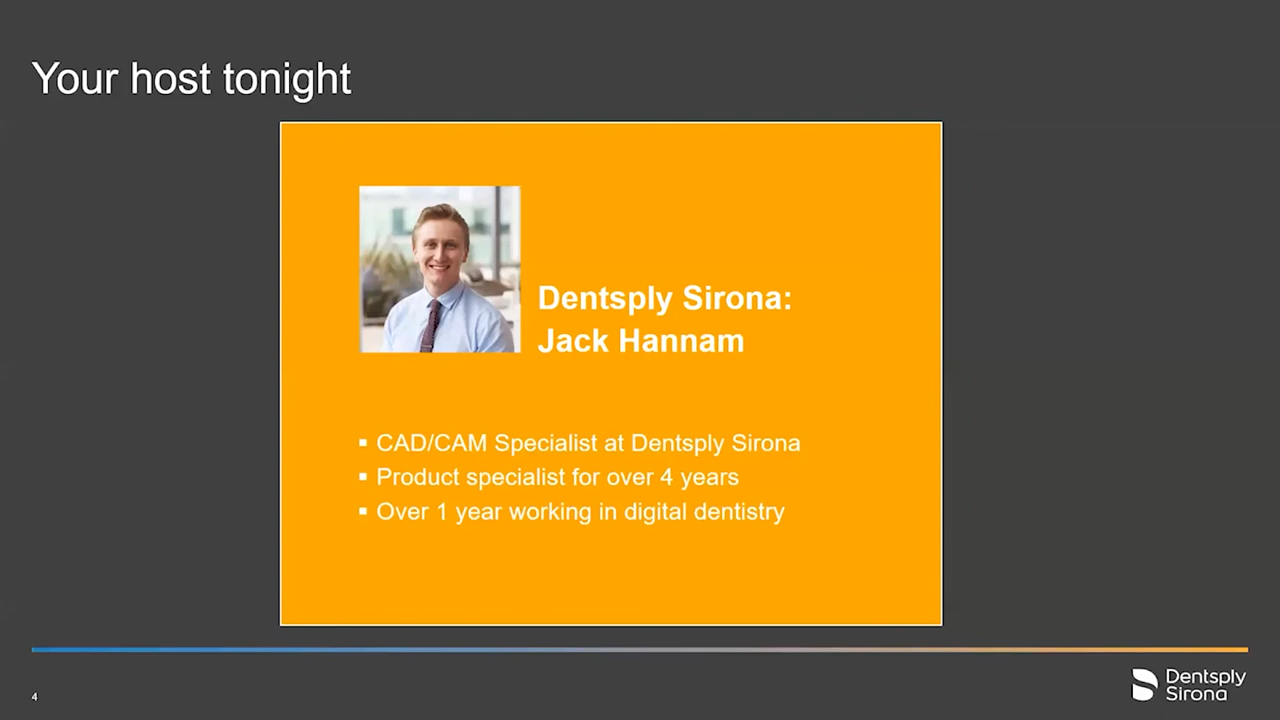 Your host tonight
Dentsply Sirona:
Jack Hannam
▪ CAD/CAM Specialist at Dentsply Sirona
▪ Product specialist for over 4 years
▪ Over 1 year working in digital dentistry
4
Dentsply
Sirona